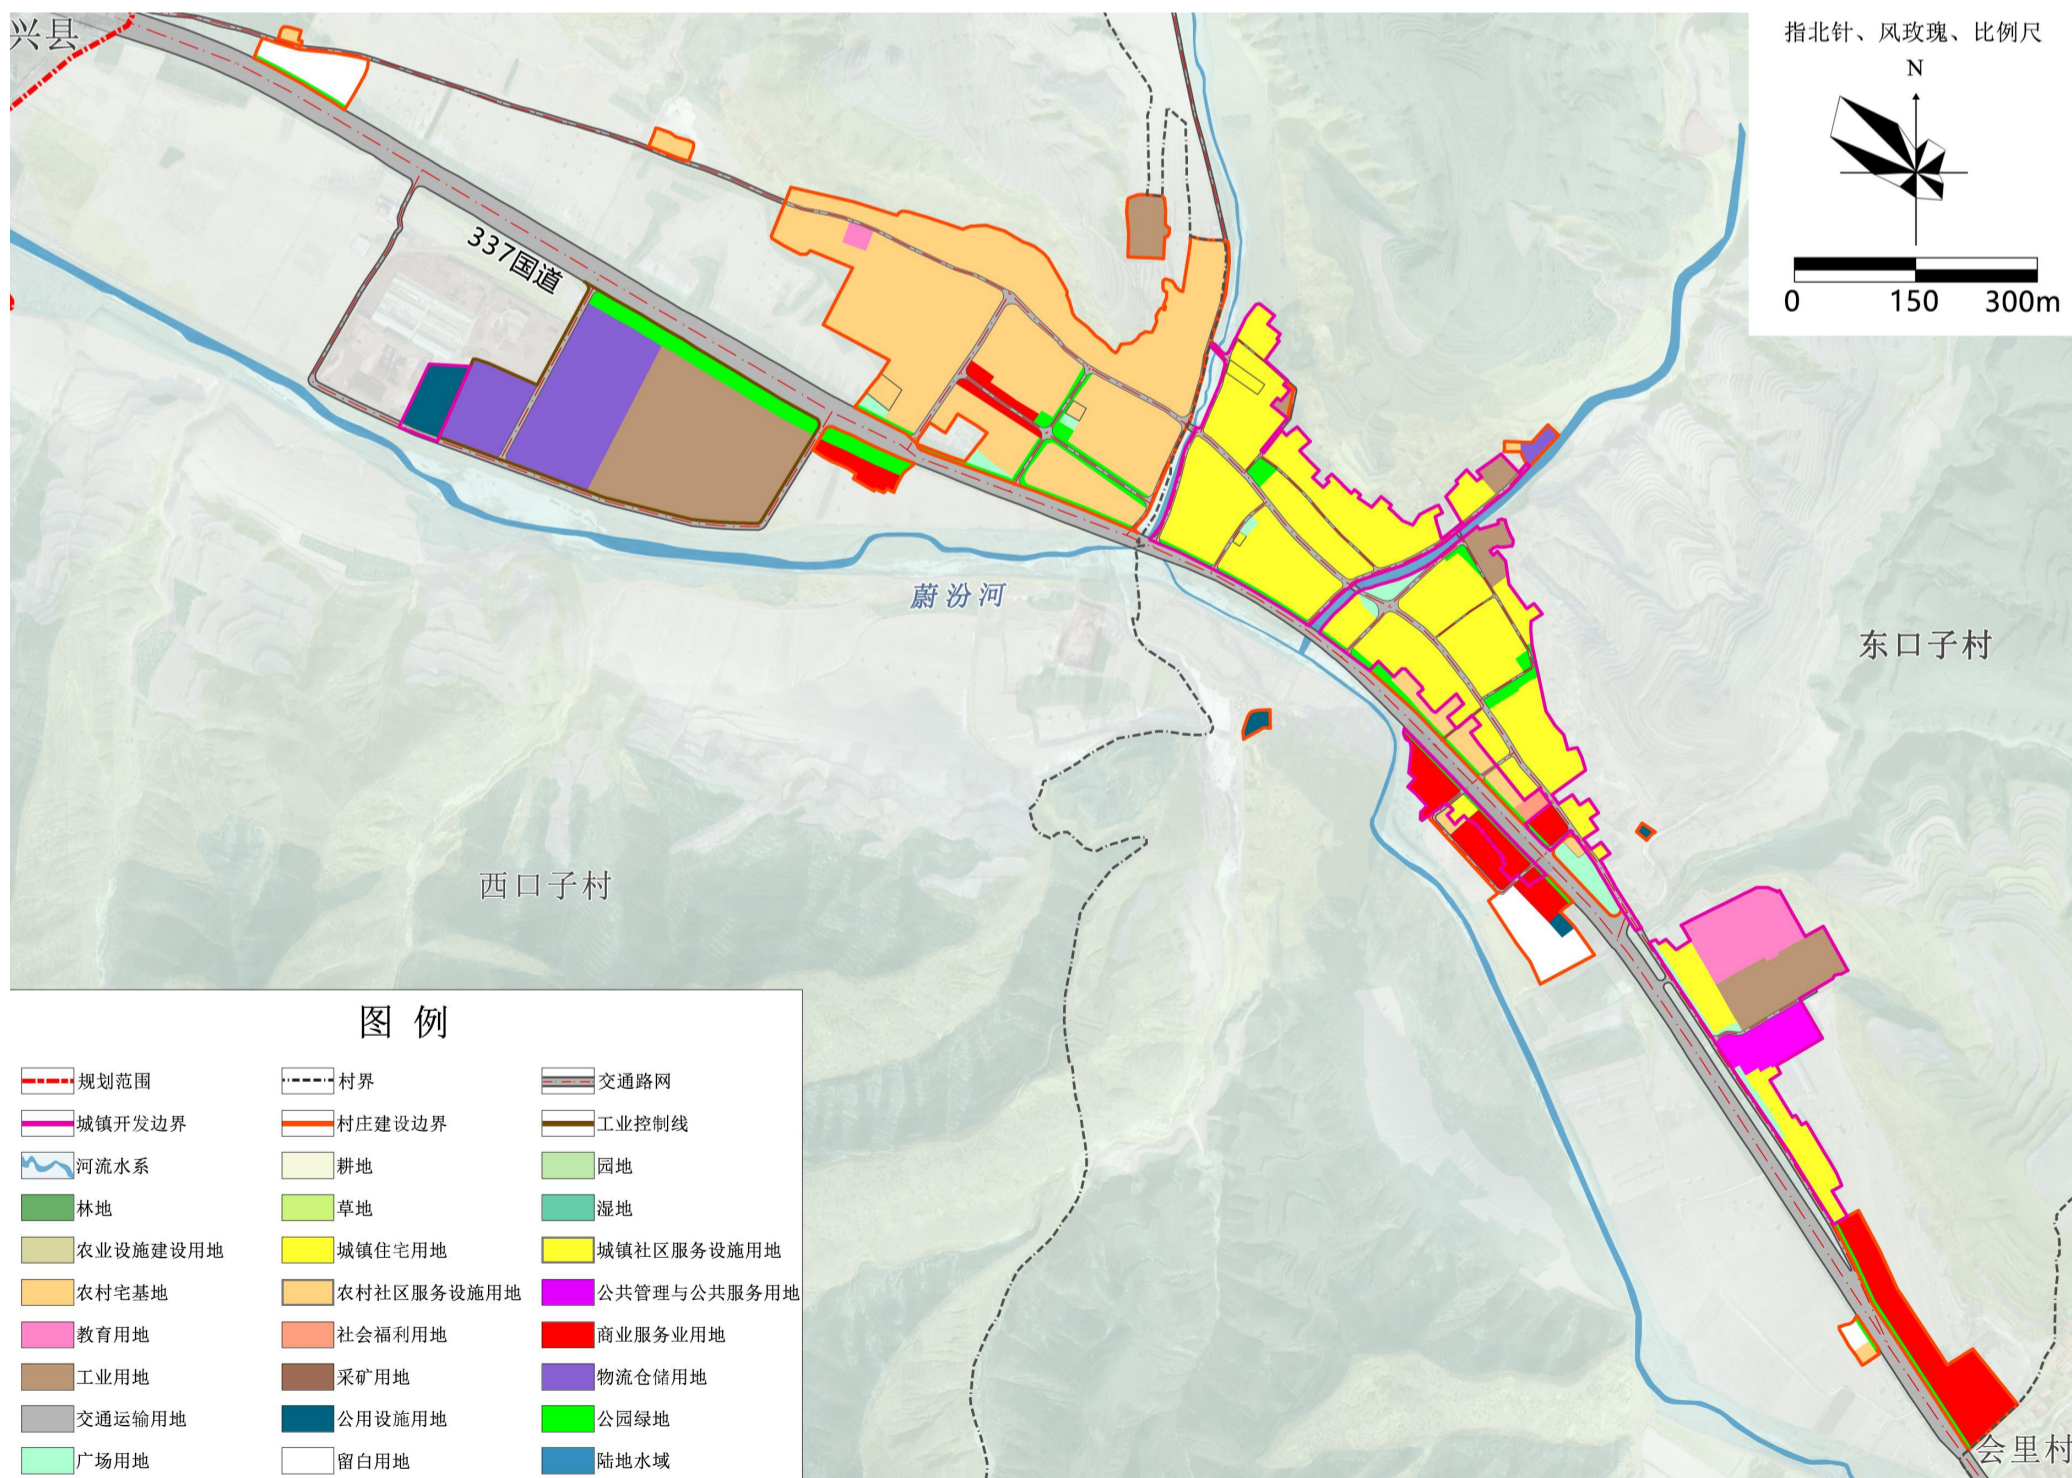 兴县
指北针、风玫瑰、比例尺
N
0 150 300m
337国道
蔚汾河
东口子村
西口子村
会里村
图例
规划范围 村界 交通路网
城镇开发边界 村庄建设边界 工业控制线
河流水系 耕地 园地
林地 草地 湿地
农业设施建设用地 城镇住宅用地 城镇社区服务设施用地
农村宅基地 农村社区服务设施用地 公共管理与公共服务用地
教育用地 社会福利用地 商业服务业用地
工业用地 采矿用地 物流仓储用地
交通运输用地 公用设施用地 公园绿地
广场用地 留白用地 陆地水域